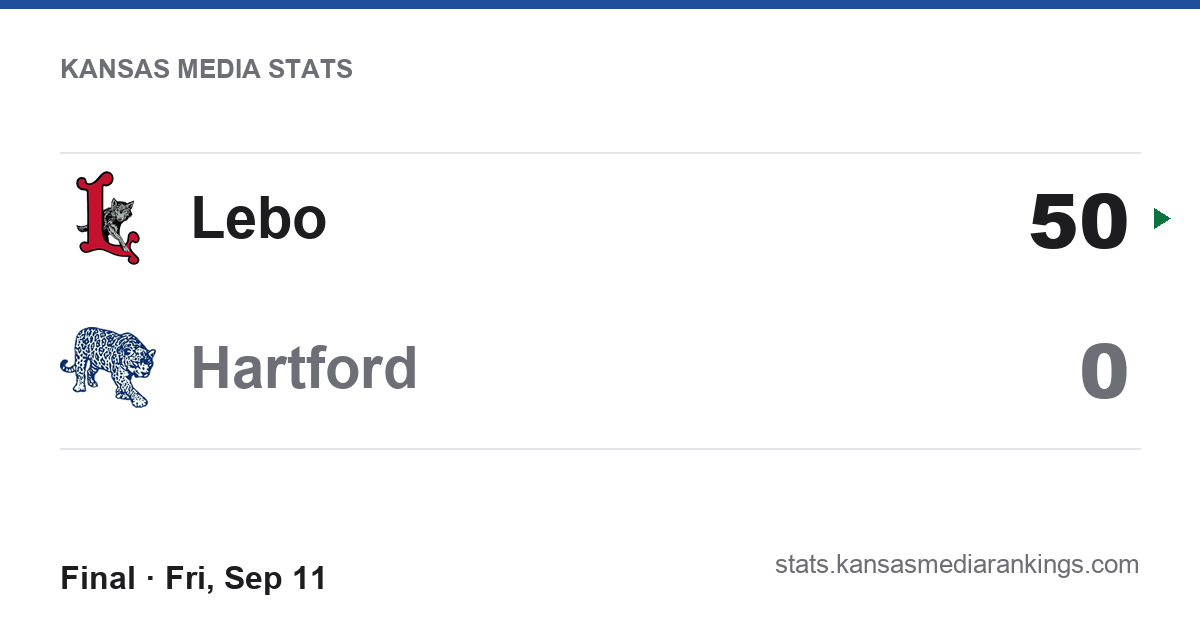 KANSAS MEDIA STATS
L
Lebo 50
Hartford 0
Final · Fri, Sep 11
stats.kansasmediarankings.com